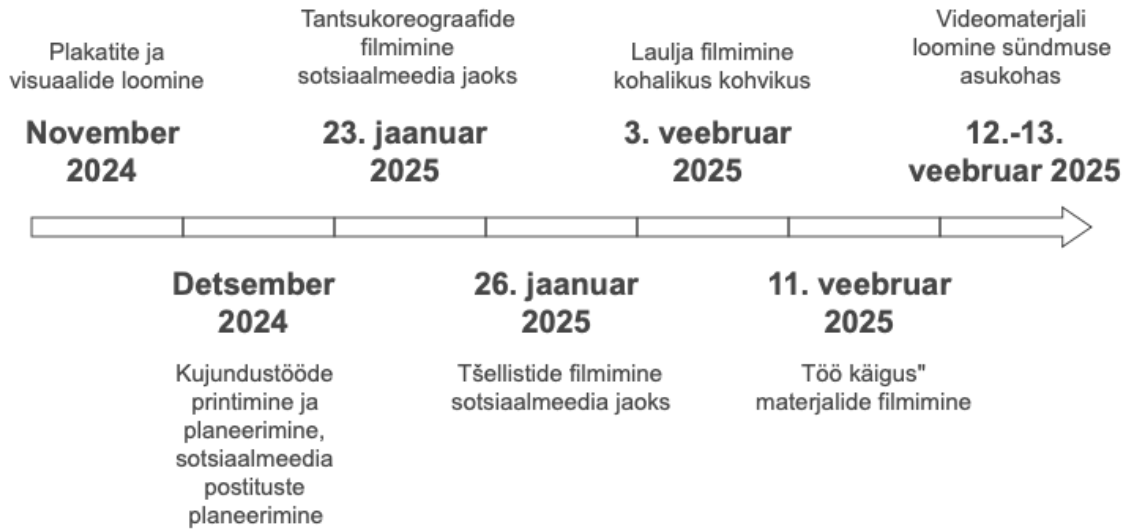 Plakatite ja
visuaalide loomine
November
2024
Tantsukoreograafide
filmimine
sotsiaalmeedia jaoks
23. jaanuar
2025
Laulja filmimine
kohalikus kohvikus
3. veebruar
2025
Videomaterjali
loomine sündmuse
asukohas
12.-13.
veebruar 2025
Detsember
2024
Kujundustööde
printimine ja
planeerimine,
sotsiaalmeedia
postituste
planeerimine
26. jaanuar
2025
Tšellistide filmimine
sotsiaalmeedia jaoks
11. veebruar
2025
Töö käigus"
materjalide filmimine